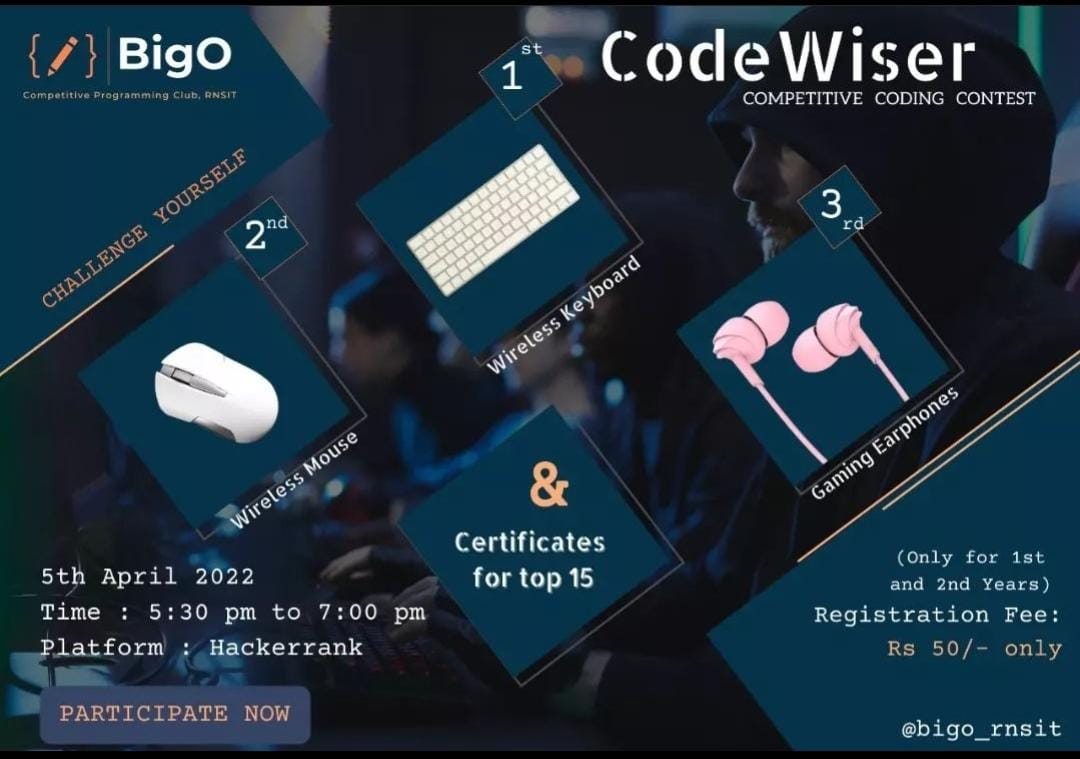 { } BigO
Competitive Programming Club, RNSIT
CodeWiser
COMPETITIVE CODING CONTEST
CHALLENGE YOURSELF
1st
Wireless Keyboard
2nd
Wireless Mouse
3rd
Gaming Earphones
&
Certificates
for top 15
5th April 2022
Time : 5:30 pm to 7:00 pm
Platform : Hackerrank
PARTICIPATE NOW
(Only for 1st
and 2nd Years)
Registration Fee:
Rs 50/- only
@bigo_rnsit